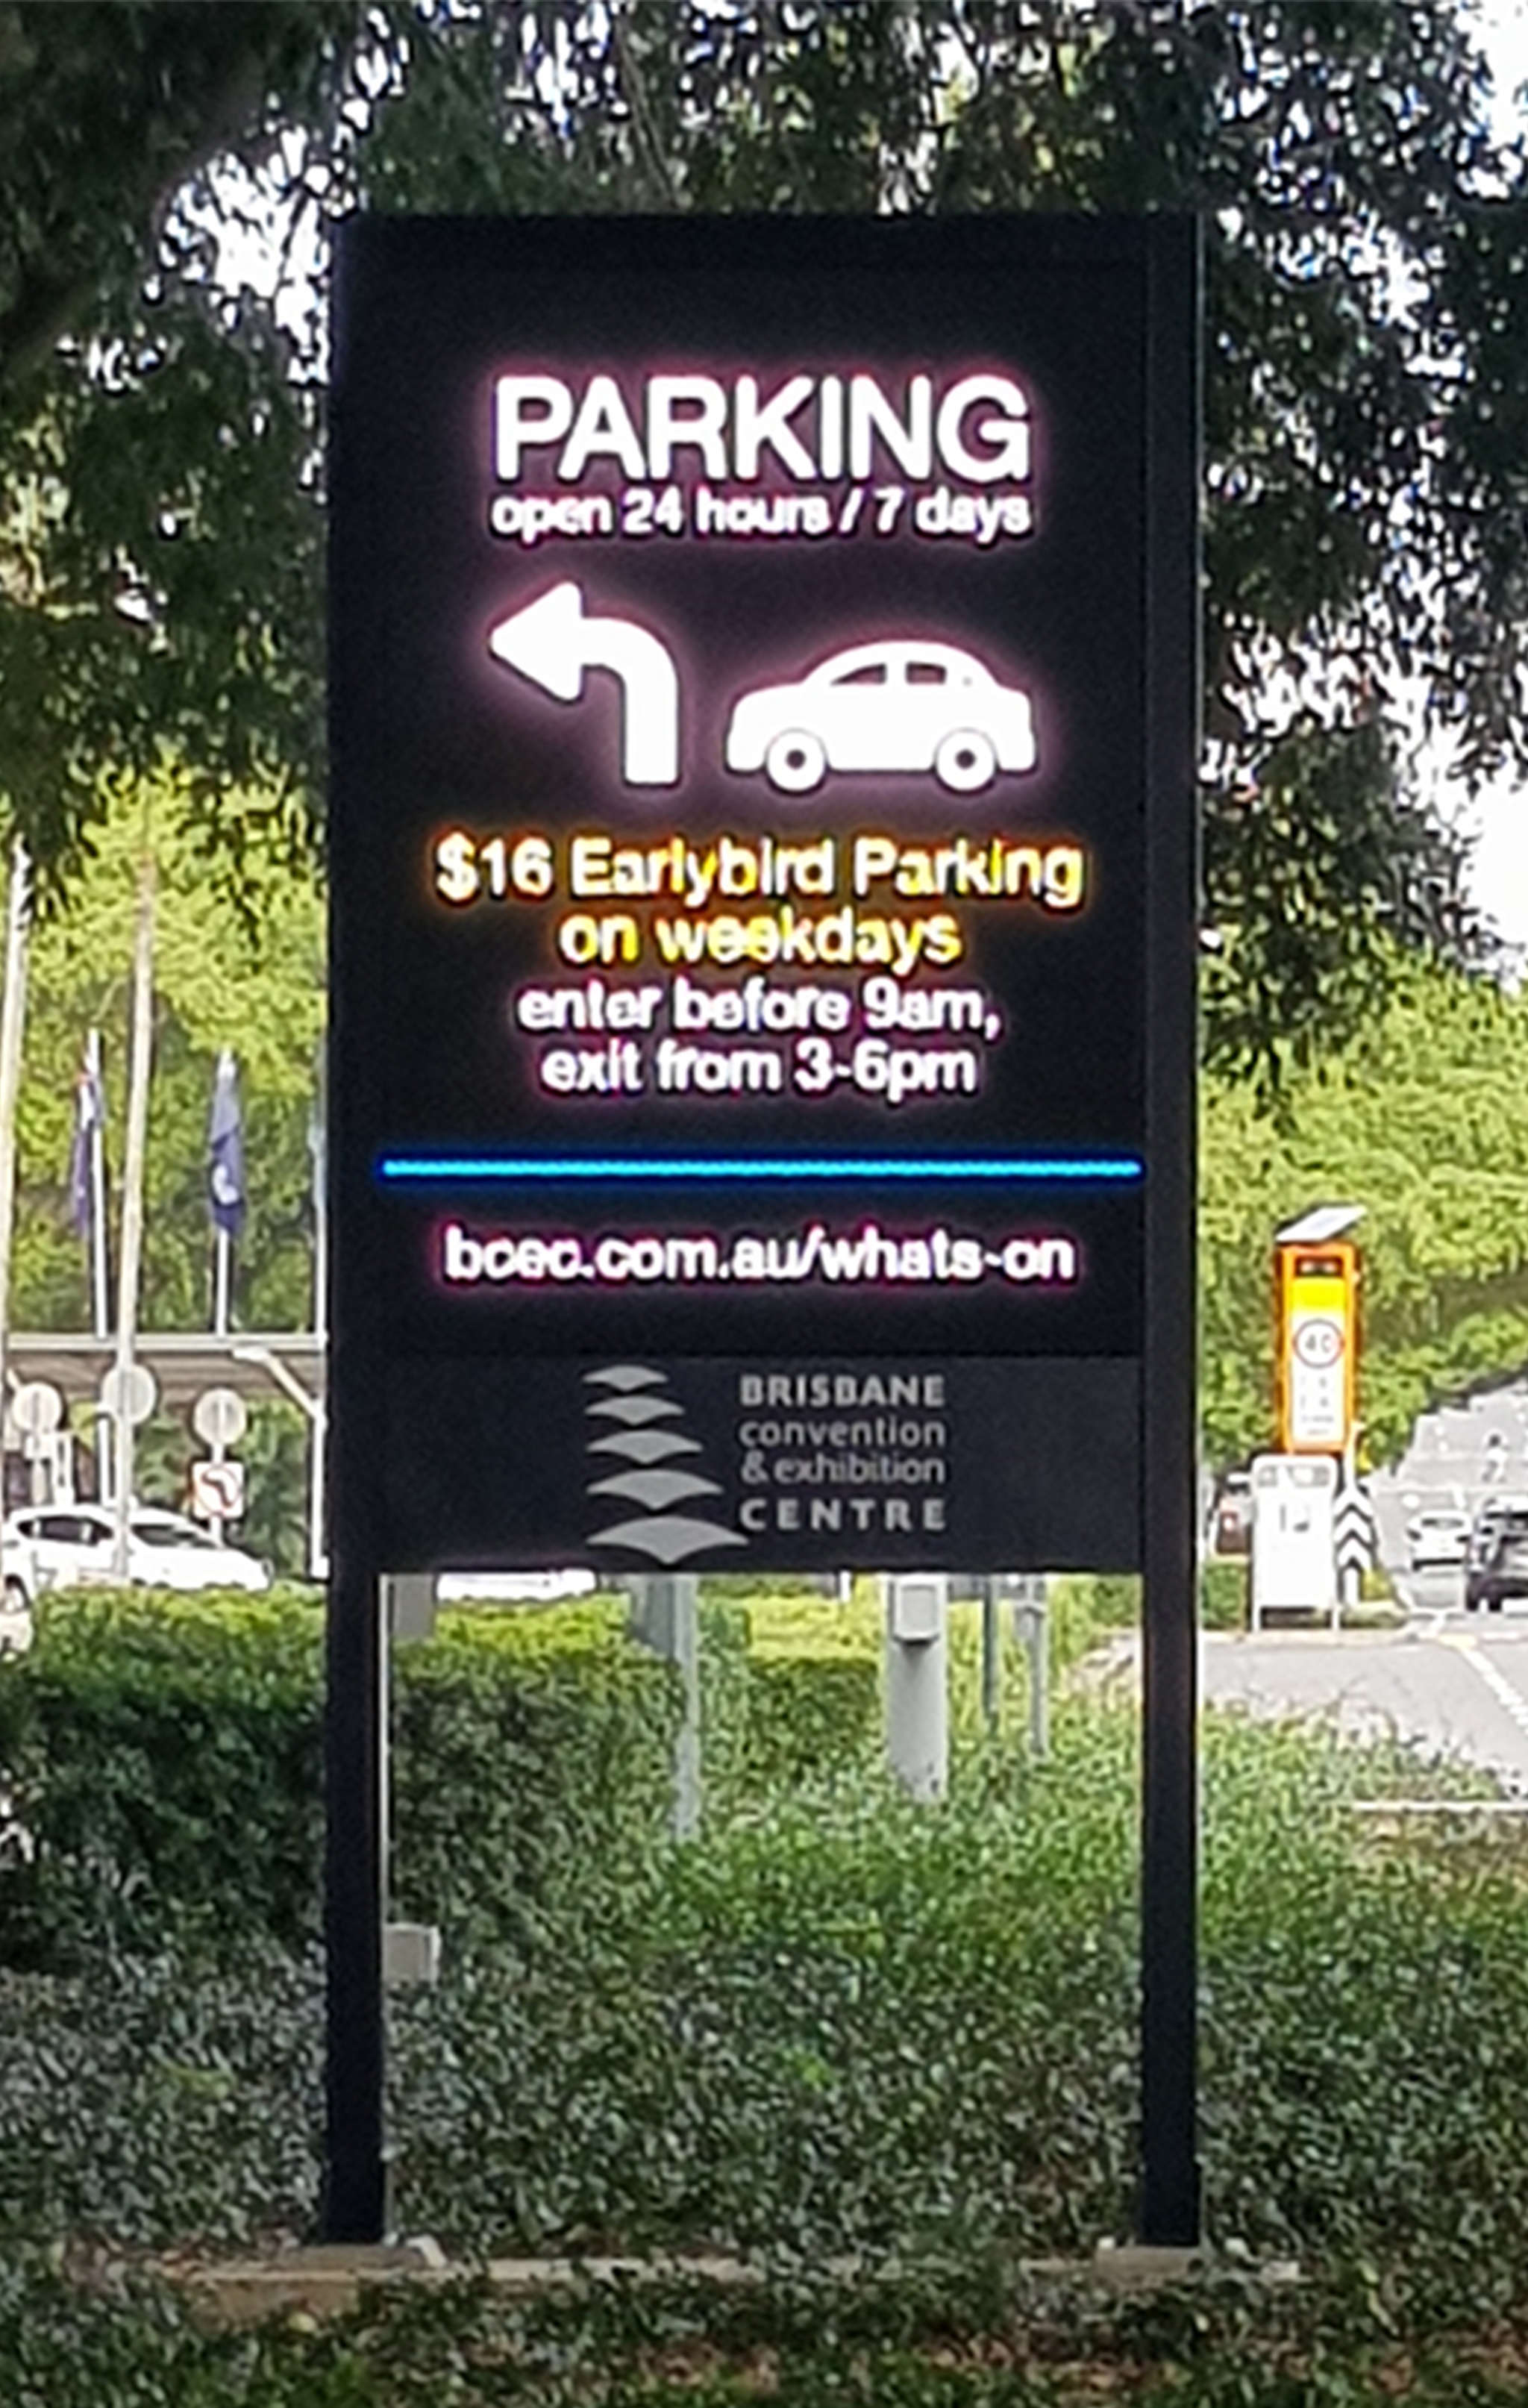 PARKING
open 24 hours / 7 days
$16 Earlybird Parking
on weekdays
enter before 9am,
exit from 3-6pm
bcec.com.au/whats-on
BRISBANE
convention
& exhibition
CENTRE
40